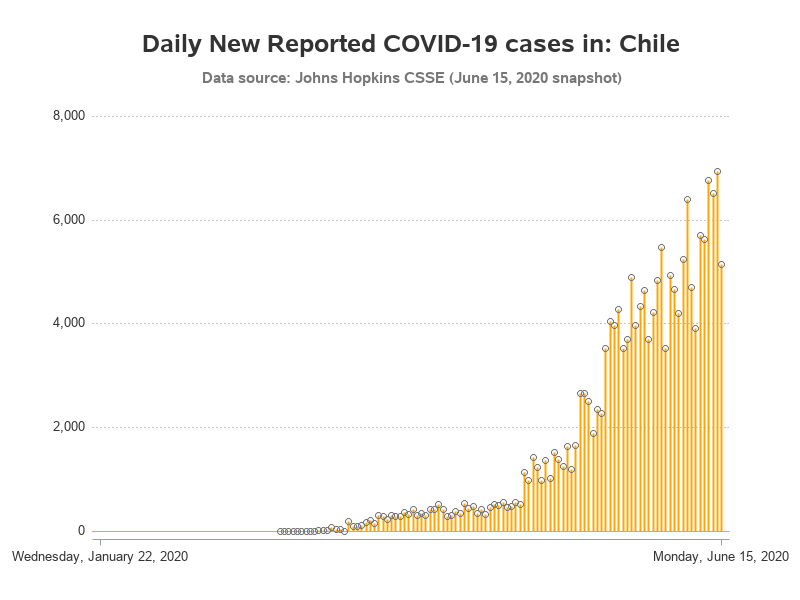 Daily New Reported COVID-19 cases in: Chile
Data source: Johns Hopkins CSSE (June 15, 2020 snapshot)
8,000
6,000
4,000
2,000
0
Wednesday, January 22, 2020
Monday, June 15, 2020